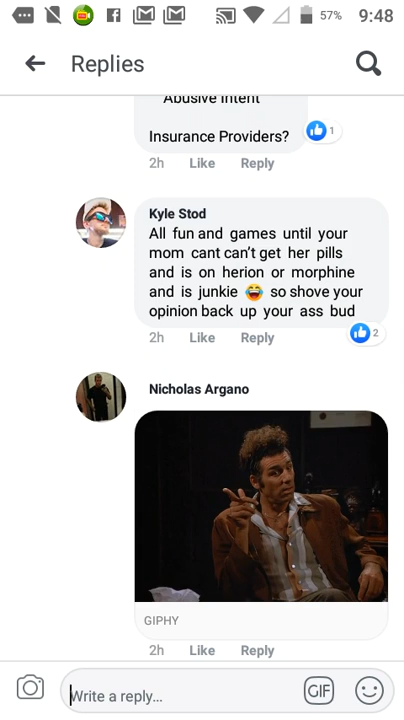 57% 9:48
Replies
Abusive Intent
Insurance Providers?
1
2h Like Reply
Kyle Stod
All fun and games until your
mom cant can't get her pills
and is on herion or morphine
and is junkie 😂 so shove your
opinion back up your ass bud
2
2h Like Reply
Nicholas Argano
GIPHY
2h Like Reply
Write a reply...
GIF